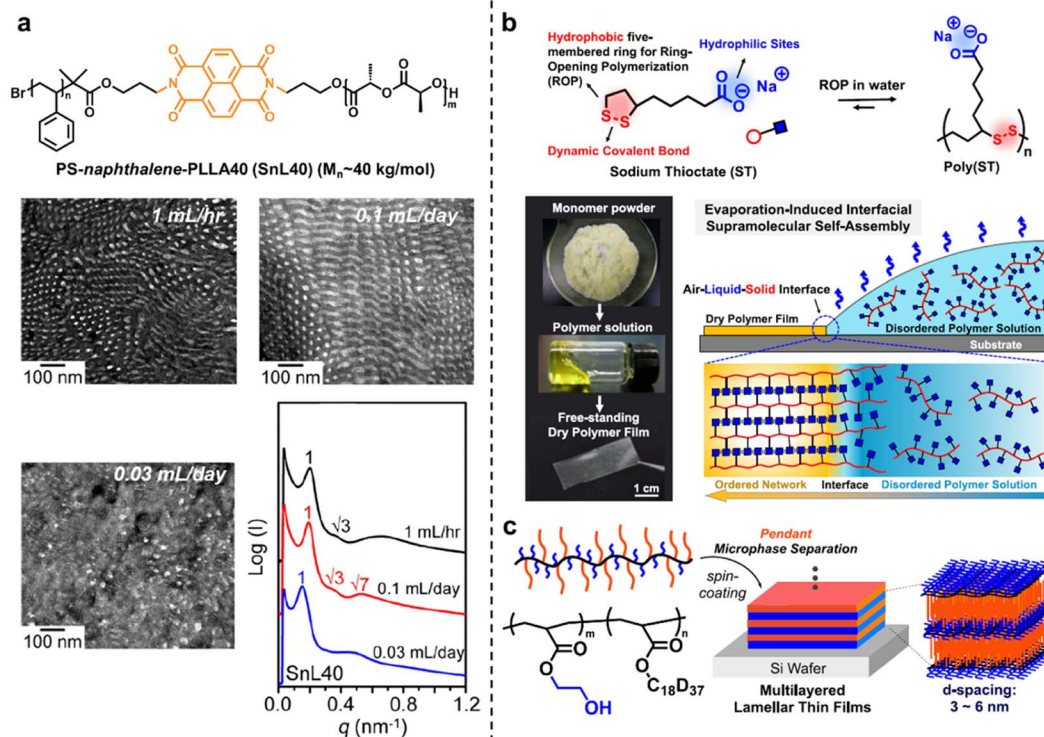 a
Br
n
O
O
O
N
O
O
N
O
O
O
O
O
O
H
m
PS-naphthalene-PLLA40 (SnL40) (Mn~40 kg/mol)
1 mL/hr
100 nm
0.1 mL/day
100 nm
0.03 mL/day
100 nm
Log (I)
1
√3
1 mL/hr
1
√3
√7
0.1 mL/day
1
0.03 mL/day
SnL40
0.0
0.2
0.4
0.6
0.8
1.2
q (nm-1)
b
Hydrophobic five-
membered ring for Ring-
Opening Polymerization
(ROP)
Hydrophilic Sites
Na⊕
O
O⊖
S-S
Dynamic Covalent Bond
Sodium Thioctate (ST)
ROP in water
Na⊕
⊖O
O
S-S
n
Poly(ST)
Monomer powder
Polymer solution
Free-standing
Dry Polymer Film
1 cm
Evaporation-Induced Interfacial
Supramolecular Self-Assembly
Air-Liquid-Solid Interface
Dry Polymer Film
Disordered Polymer Solution
Substrate
Ordered Network
Interface
Disordered Polymer Solution
c
m
n
O
O
OH
O
O
C18D37
spin-
coating
Pendant
Microphase Separation
Si Wafer
Multilayered
Lamellar Thin Films
d-spacing:
3 ~ 6 nm